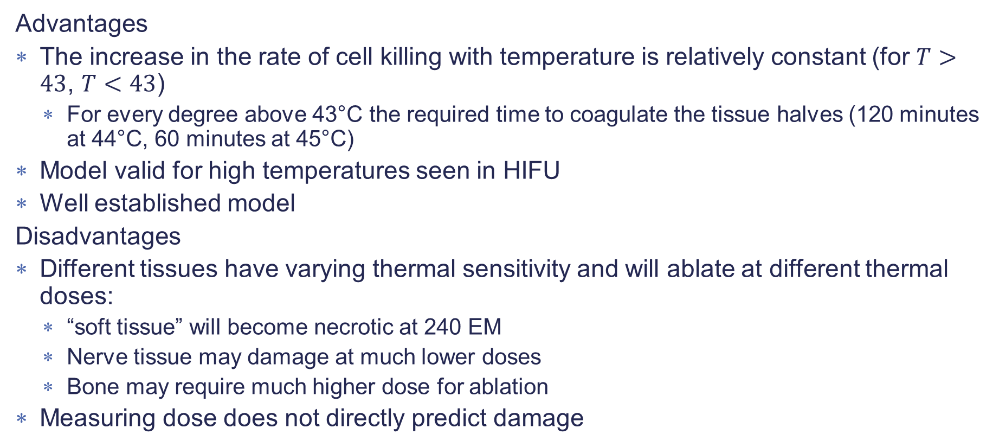 Advantages
* The increase in the rate of cell killing with temperature is relatively constant (for T >
43, T < 43)
* For every degree above 43°C the required time to coagulate the tissue halves (120 minutes
at 44°C, 60 minutes at 45°C)
* Model valid for high temperatures seen in HIFU
* Well established model
Disadvantages
* Different tissues have varying thermal sensitivity and will ablate at different thermal
doses:
* “soft tissue” will become necrotic at 240 EM
* Nerve tissue may damage at much lower doses
* Bone may require much higher dose for ablation
* Measuring dose does not directly predict damage